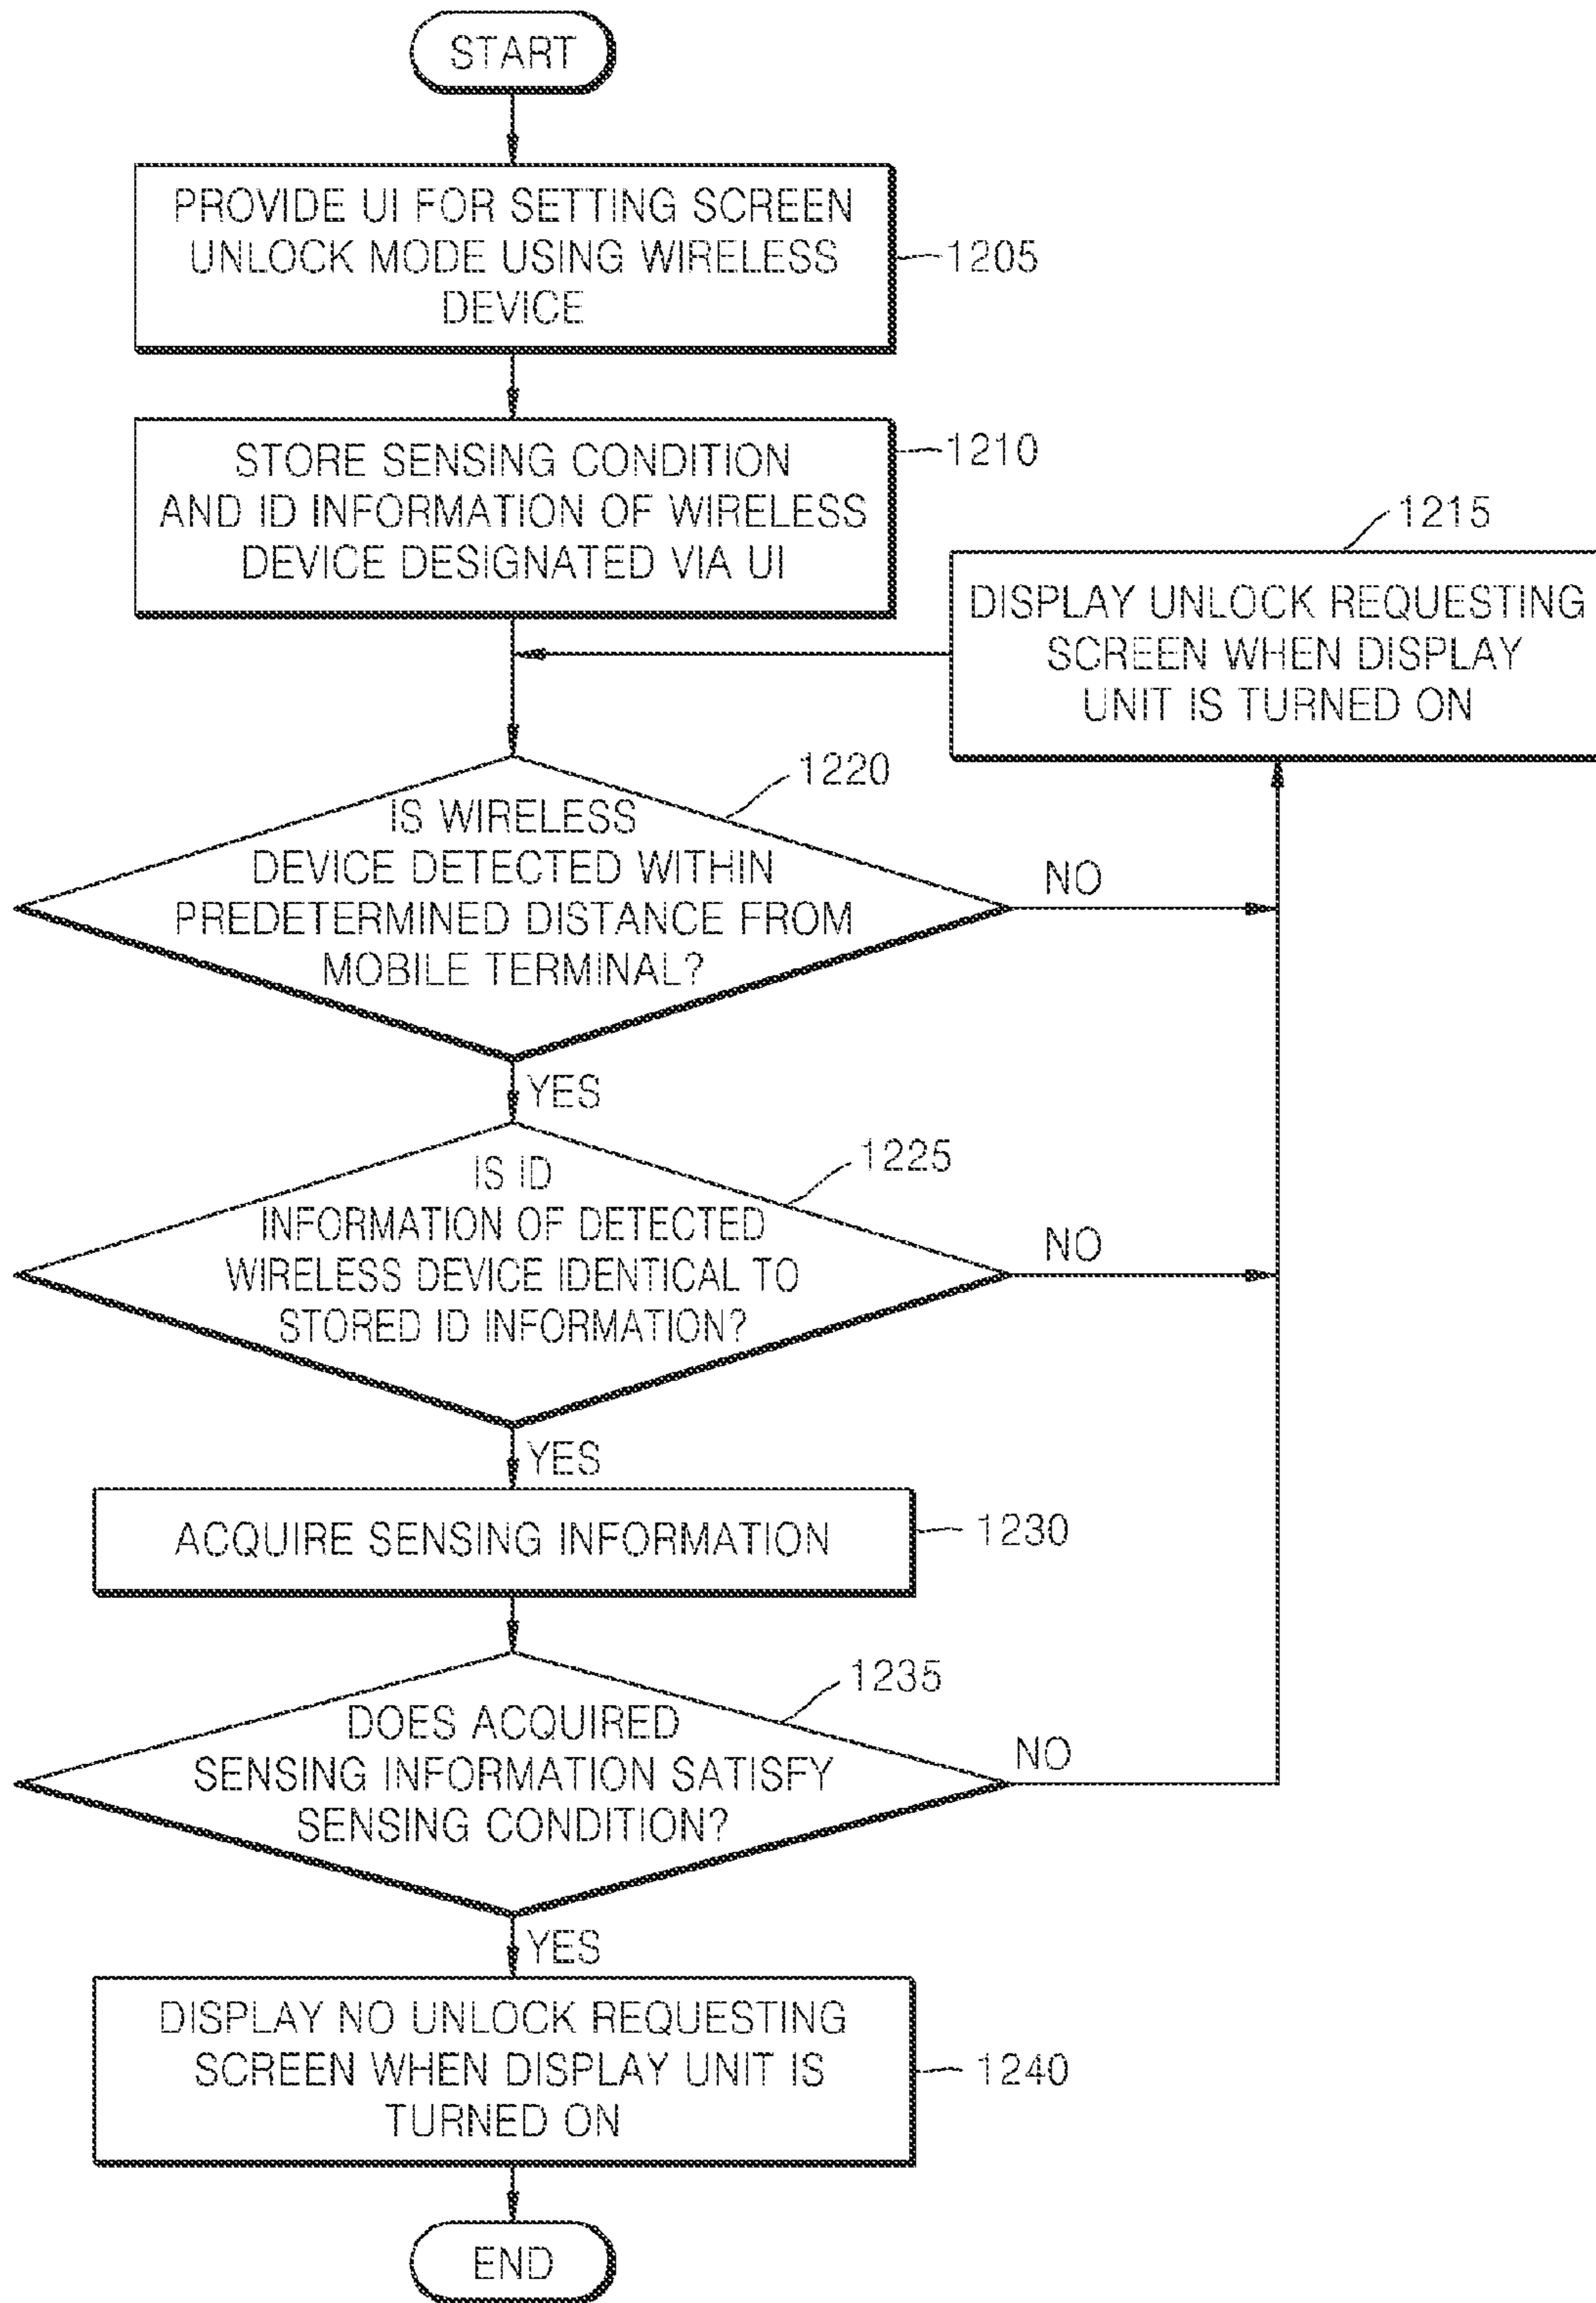 START
PROVIDE UI FOR SETTING SCREEN
UNLOCK MODE USING WIRELESS
DEVICE
1205
STORE SENSING CONDITION
AND ID INFORMATION OF WIRELESS
DEVICE DESIGNATED VIA UI
1210
1215
DISPLAY UNLOCK REQUESTING
SCREEN WHEN DISPLAY
UNIT IS TURNED ON
1220
IS WIRELESS
DEVICE DETECTED WITHIN
PREDETERMINED DISTANCE FROM
MOBILE TERMINAL?
NO
YES
1225
IS ID
INFORMATION OF DETECTED
WIRELESS DEVICE IDENTICAL TO
STORED ID INFORMATION?
NO
YES
ACQUIRE SENSING INFORMATION
1230
1235
DOES ACQUIRED
SENSING INFORMATION SATISFY
SENSING CONDITION?
NO
YES
DISPLAY NO UNLOCK REQUESTING
SCREEN WHEN DISPLAY UNIT IS
TURNED ON
1240
END